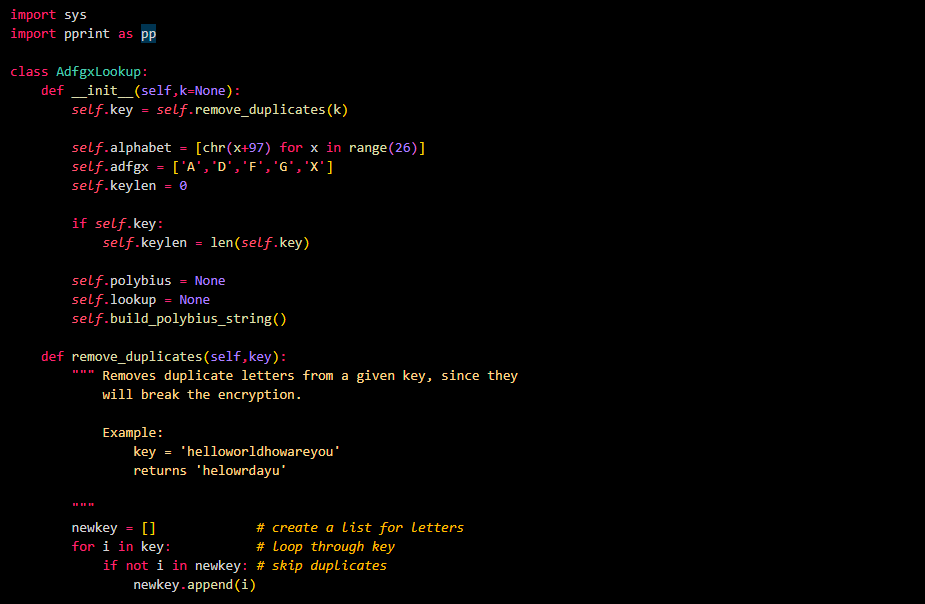 import sys
import pprint as pp

class AdfgxLookup:
    def __init__(self,k=None):
        self.key = self.remove_duplicates(k)

        self.alphabet = [chr(x+97) for x in range(26)]
        self.adfgx = ['A','D','F','G','X']
        self.keylen = 0

        if self.key:
            self.keylen = len(self.key)

        self.polybius = None
        self.lookup = None
        self.build_polybius_string()

    def remove_duplicates(self,key):
        """ Removes duplicate letters from a given key, since they
            will break the encryption.

            Example:
                key = 'helloworldhowareyou'
                returns 'helowrdayu'

        """
        newkey = []             # create a list for letters
        for i in key:           # loop through key
            if not i in newkey: # skip duplicates
                newkey.append(i)